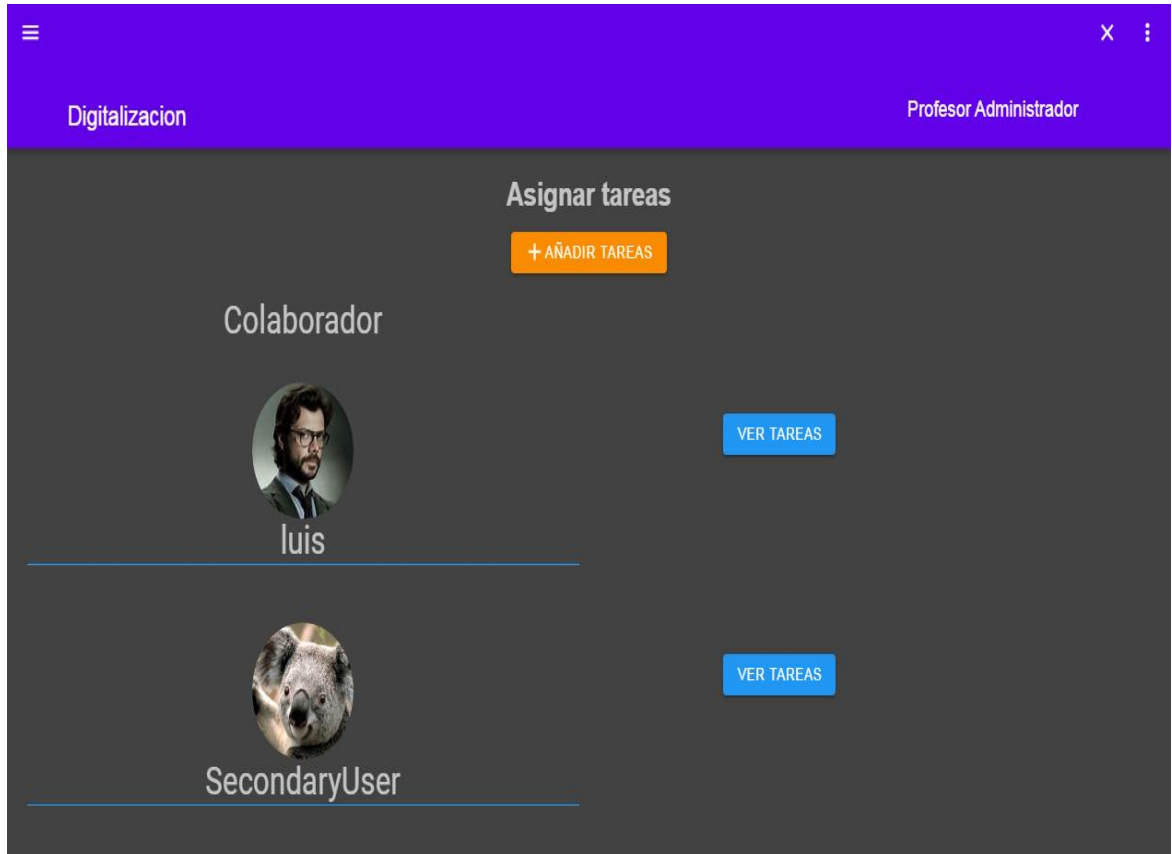 Digitalizacion
Profesor Administrador
Asignar tareas
+ AÑADIR TAREAS
Colaborador
VER TAREAS
luis
VER TAREAS
SecondaryUser